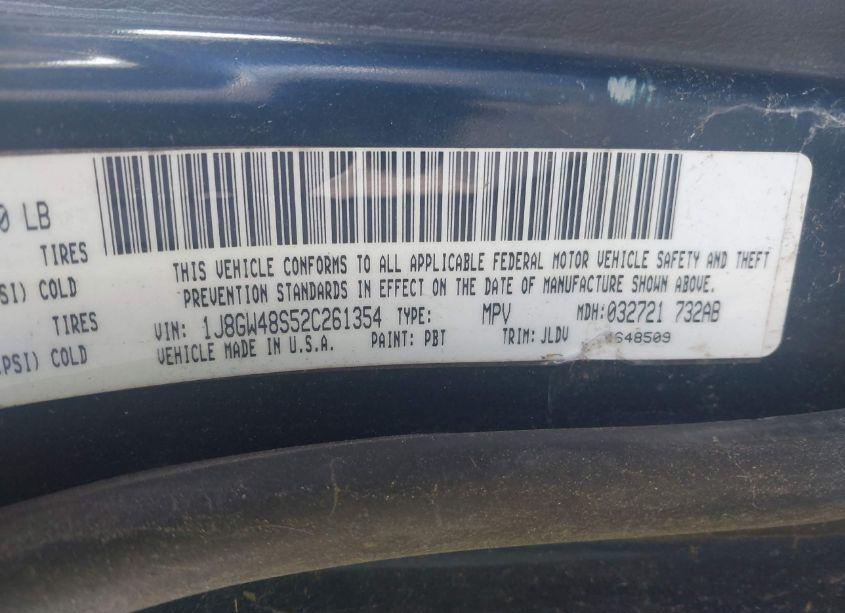 0 LB
TIRES
SI) COLD
PSI) COLD
THIS VEHICLE CONFORMS TO ALL APPLICABLE FEDERAL MOTOR VEHICLE SAFETY AND THEFT
PREVENTION STANDARDS IN EFFECT ON THE DATE OF MANUFACTURE SHOWN ABOVE.
VIN: 1J8GW48S52C261354 TYPE: MPV MDH: 032721 732AB
VEHICLE MADE IN U.S.A. PAINT: PBT TRIM: JLDV 648509
TIRES